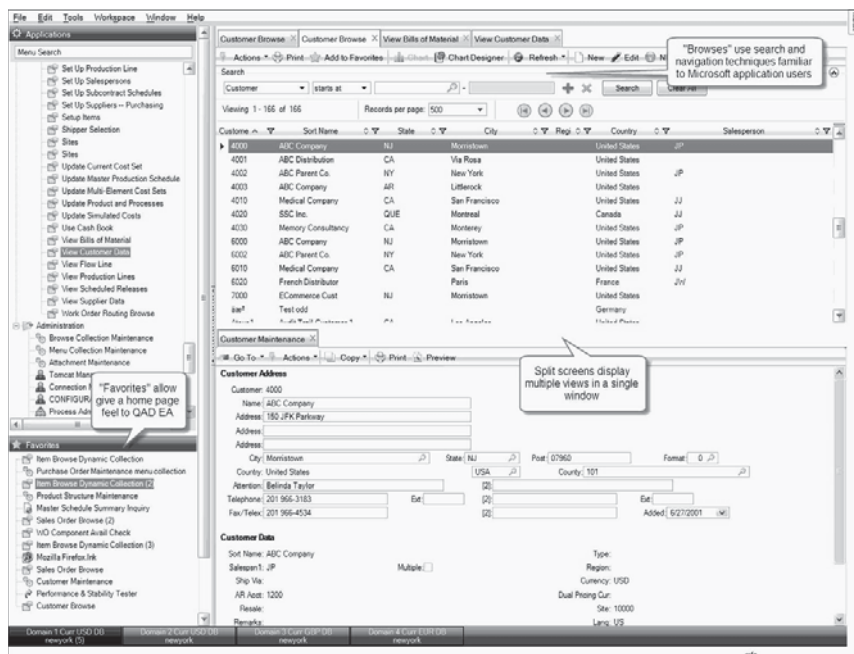 File Edit Tools Workspace Window Help
Applications
Menu Search
Set Up Production Line
Set Up Salespersons
Set Up Subcontract Schedules
Set Up Suppliers -- Purchasing
Setup Items
Shipper Selection
Sites
Sites
Update Current Cost Set
Update Master Production Schedule
Update Multi-Element Cost Sets
Update Product and Processes
Update Simulated Costs
Use Cash Book
View Bills of Material
View Customer Data
View Flow Line
View Production Lines
View Scheduled Releases
View Supplier Data
Work Order Routing Browse
Administration
Browse Collection Maintenance
Menu Collection Maintenance
Attachment Maintenance
Tomcat Mana
Connection M
CONFIGURA
Process Adm
"Favorites" allow
give a home page
feel to QAD EA
Favorites
Item Browse Dynamic Collection
Purchase Order Maintenance menu collection
Item Browse Dynamic Collection (2)
Product Structure Maintenance
Master Schedule Summary Inquiry
Sales Order Browse (2)
WO Component Avail Check
Item Browse Dynamic Collection (3)
Mozilla Firefox.lnk
Sales Order Browse
Customer Maintenance
Performance & Stability Tester
Customer Browse
Customer Browse Customer Browse View Bills of Material View Customer Data
Actions Print Add to Favorites Chart Chart Designer Refresh New Edit
"Browses" use search and
navigation techniques familiar
to Microsoft application users
Search
Customer starts at - Search Clear All
Viewing 1 - 166 of 166 Records per page: 500
Custome Sort Name State City Regi Country Salesperson
4000 ABC Company NJ Morristown United States JP
4001 ABC Distribution CA Via Rosa United States
4002 ABC Parent Co. NY New York United States JP
4003 ABC Company AR Littlerock United States
4010 Medical Company CA San Francisco United States JJ
4020 SSC Inc. QUE Montreal Canada JJ
4030 Memory Consultancy CA Monterey United States JP
6000 ABC Company NJ Morristown United States JP
6002 ABC Parent Co. NY New York United States JP
6010 Medical Company CA San Francisco United States JJ
6020 French Distributor Paris France
7000 ECommerce Cust NJ Morristown United States
Test odd Germany
Audit Trail Customer 1 CA Los Angeles United States
Customer Maintenance
Go To Actions Copy Print Preview
Split screens display
multiple views in a single
window
Customer Address
Customer: 4000
Name: ABC Company
Address: 150 JFK Parkway
Address:
Address:
City: Morristown State: NJ Post: 07960 Format: 0
Country: United States USA County: 101
Attention: Belinda Taylor [2]:
Telephone: 201 966-3183 Ext: [2]: Ext:
Fax/Telex: 201 966-4534 [2]: Added: 6/27/2001
Customer Data
Sort Name: ABC Company Type:
Salespsn1: JP Multiple: Region:
Ship Via: Currency: USD
AR Acct: 1200 Dual Pricing Cur:
Resale: Site: 10000
Remarks: Lang: US
Domain 1 Curr USD DB Domain 2 Curr USD DB Domain 3 Curr GBP DB Domain 4 Curr EUR DB
newyork (5) newyork newyork newyork